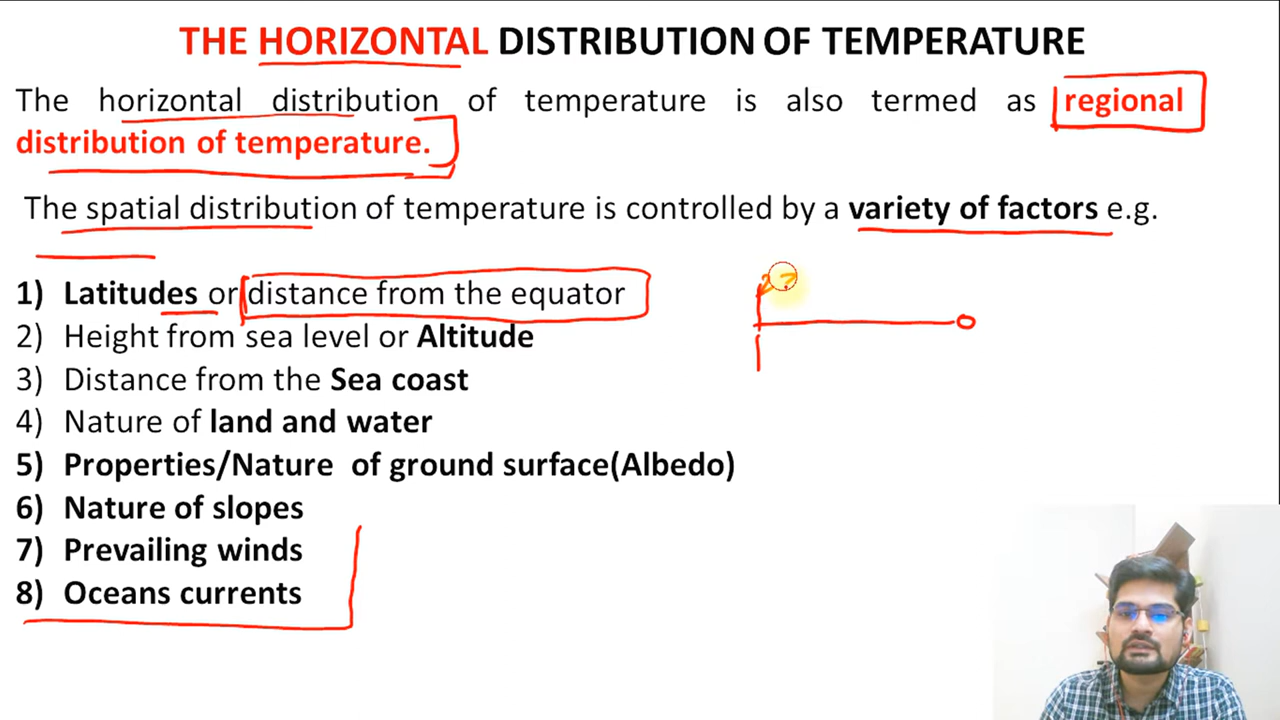 THE HORIZONTAL DISTRIBUTION OF TEMPERATURE
The horizontal distribution of temperature is also termed as regional
distribution of temperature.
The spatial distribution of temperature is controlled by a variety of factors e.g.
1) Latitudes or distance from the equator
2) Height from sea level or Altitude
3) Distance from the Sea coast
4) Nature of land and water
5) Properties/Nature of ground surface(Albedo)
6) Nature of slopes
7) Prevailing winds
8) Oceans currents